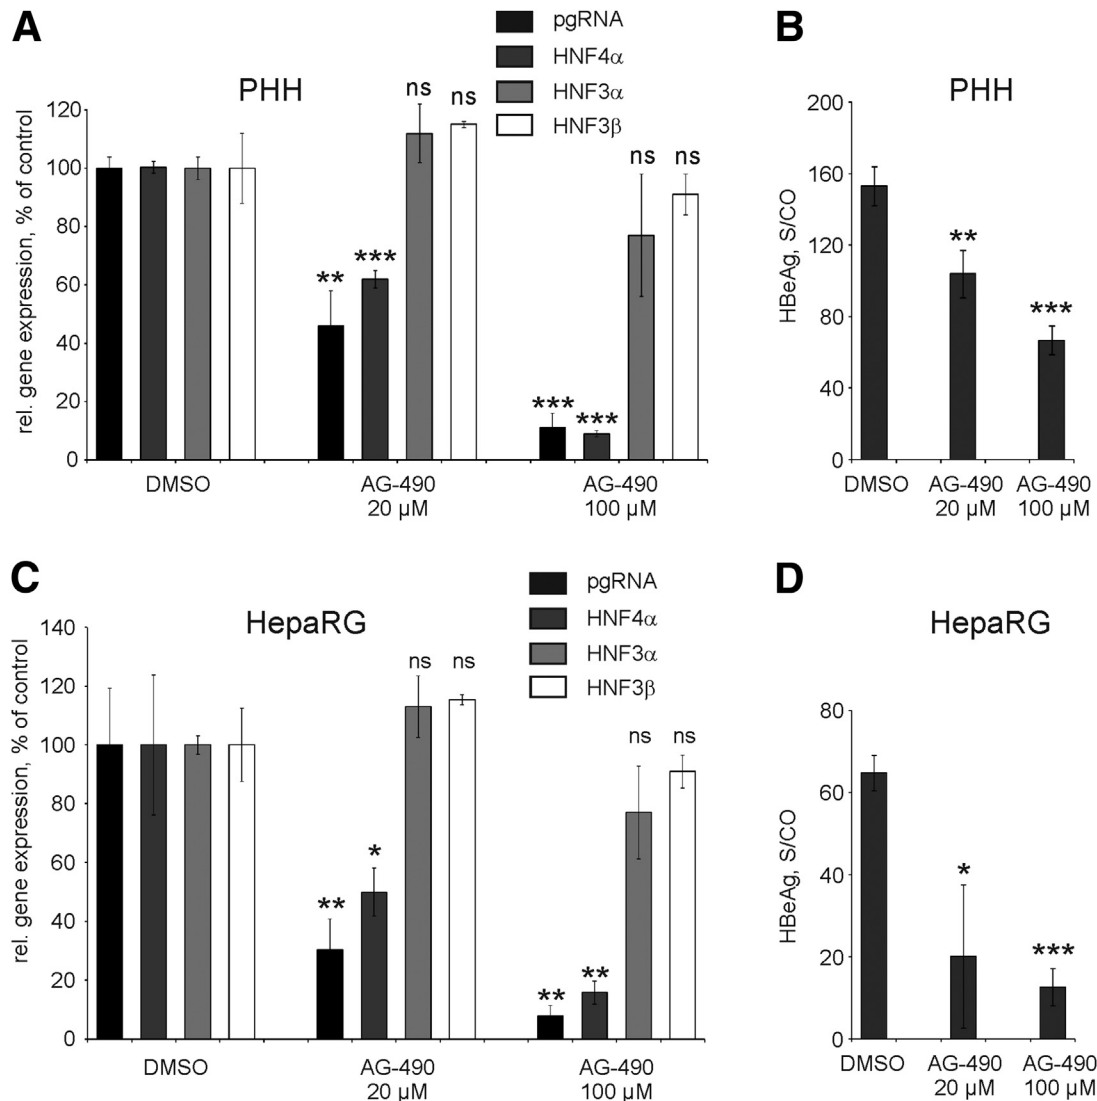 A
PHH
pgRNA
HNF4α
HNF3α
HNF3β
rel. gene expression, % of control
120
100
80
60
40
20
0
ns
ns
ns
ns
**
***
***
***
DMSO
AG-490
20 µM
AG-490
100 µM
B
PHH
HBeAg, S/CO
200
160
120
80
40
0
**
***
DMSO
AG-490
20 µM
AG-490
100 µM
C
HepaRG
pgRNA
HNF4α
HNF3α
HNF3β
rel. gene expression, % of control
140
120
100
80
60
40
20
0
ns
ns
ns
ns
**
*
**
**
DMSO
AG-490
20 µM
AG-490
100 µM
D
HepaRG
HBeAg, S/CO
80
60
40
20
0
*
***
DMSO
AG-490
20 µM
AG-490
100 µM